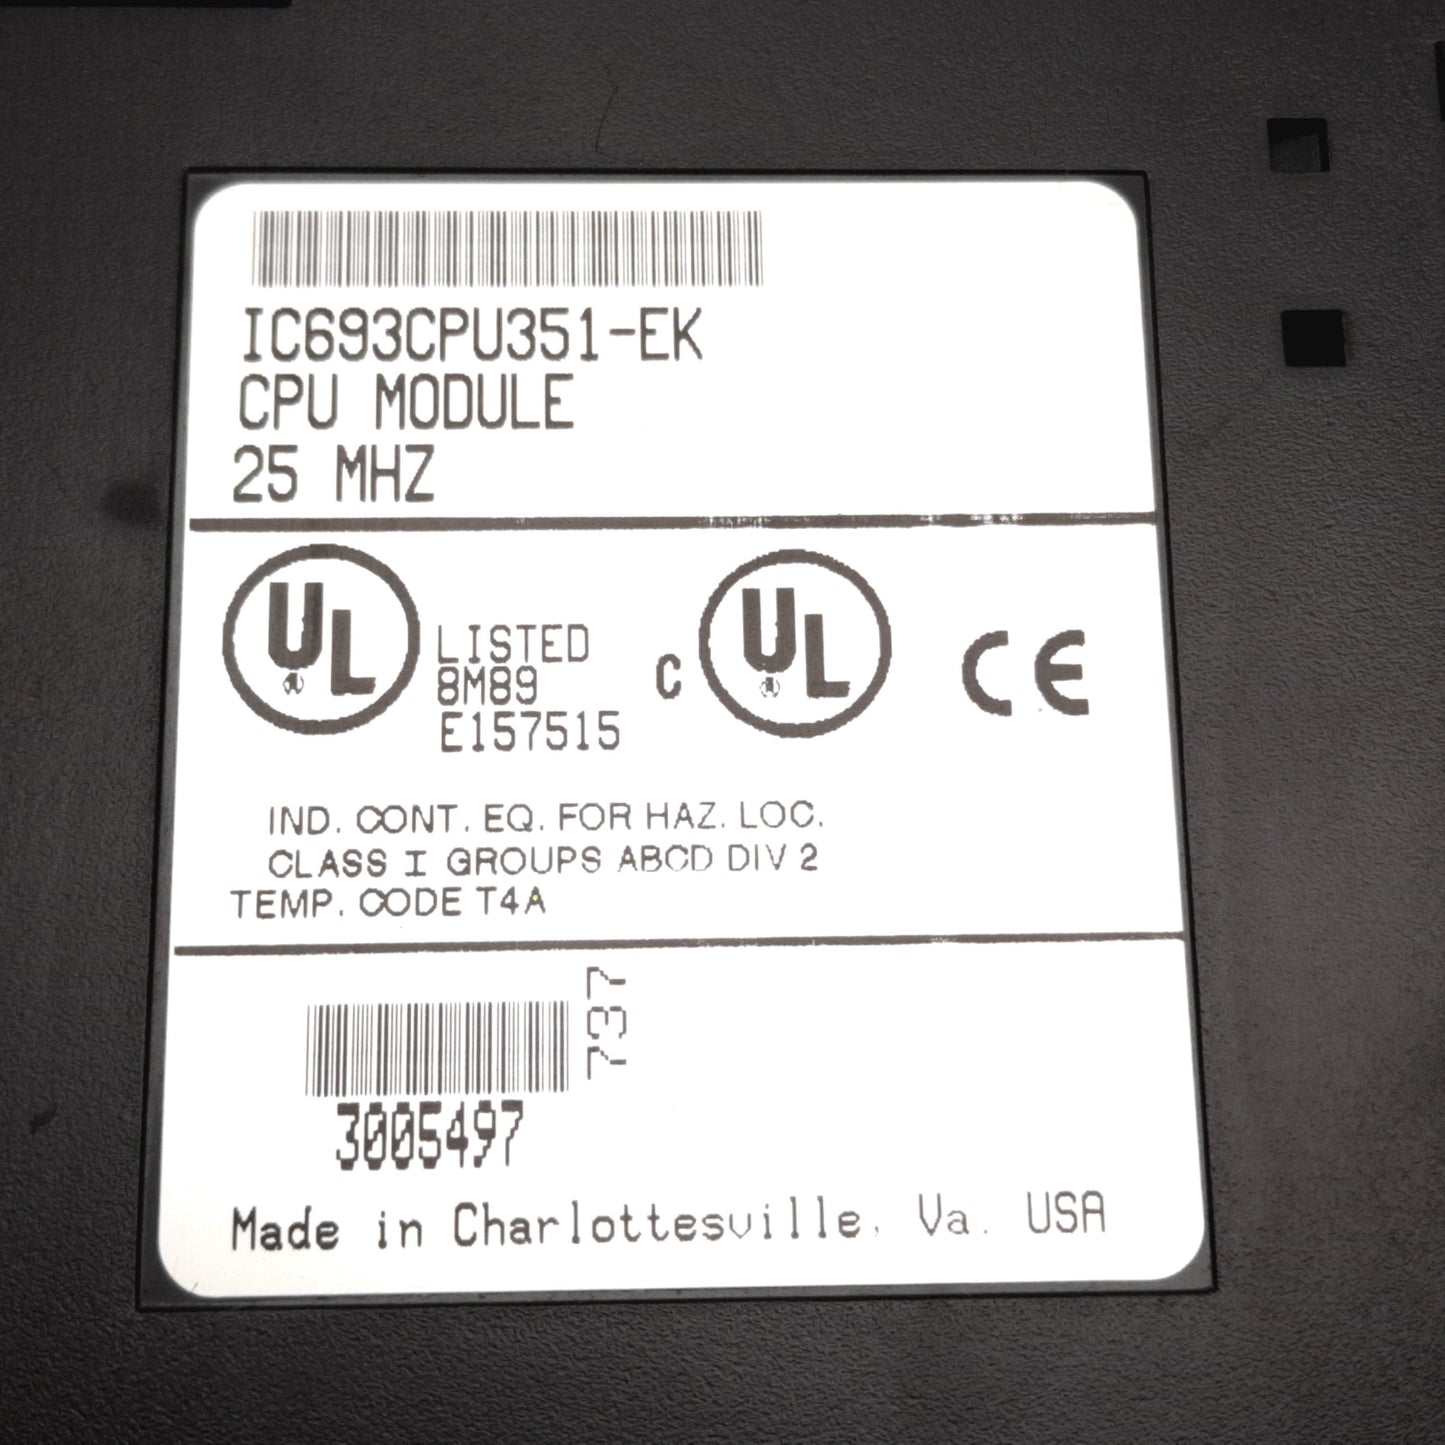 IC693CPU351-EK
CPU MODULE
25 MHZ
UL
LISTED
8M89
E157515
C UL
CE
IND. CONT. EQ. FOR HAZ. LOC.
CLASS I GROUPS ABCD DIV 2
TEMP. CODE T4A
737
3005497
Made in Charlottesville, Va. USA